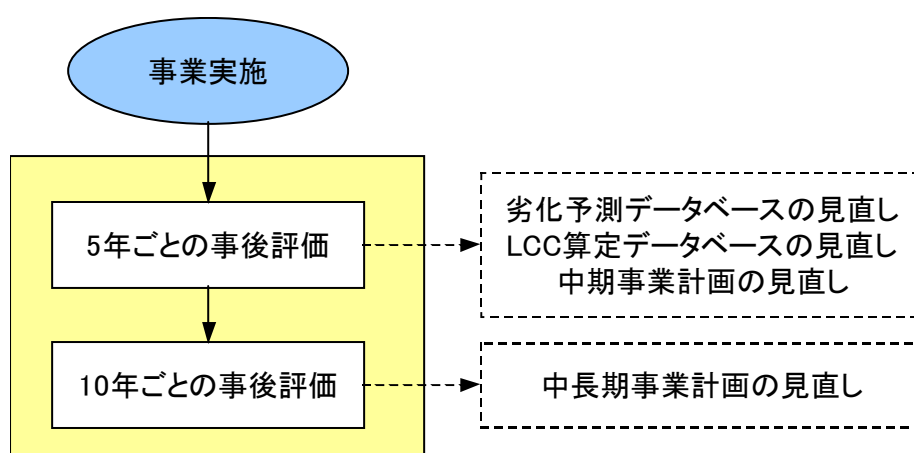 事業実施
5年ごとの事後評価
劣化予測データベースの見直し
LCC算定データベースの見直し
中期事業計画の見直し
10年ごとの事後評価
中長期事業計画の見直し